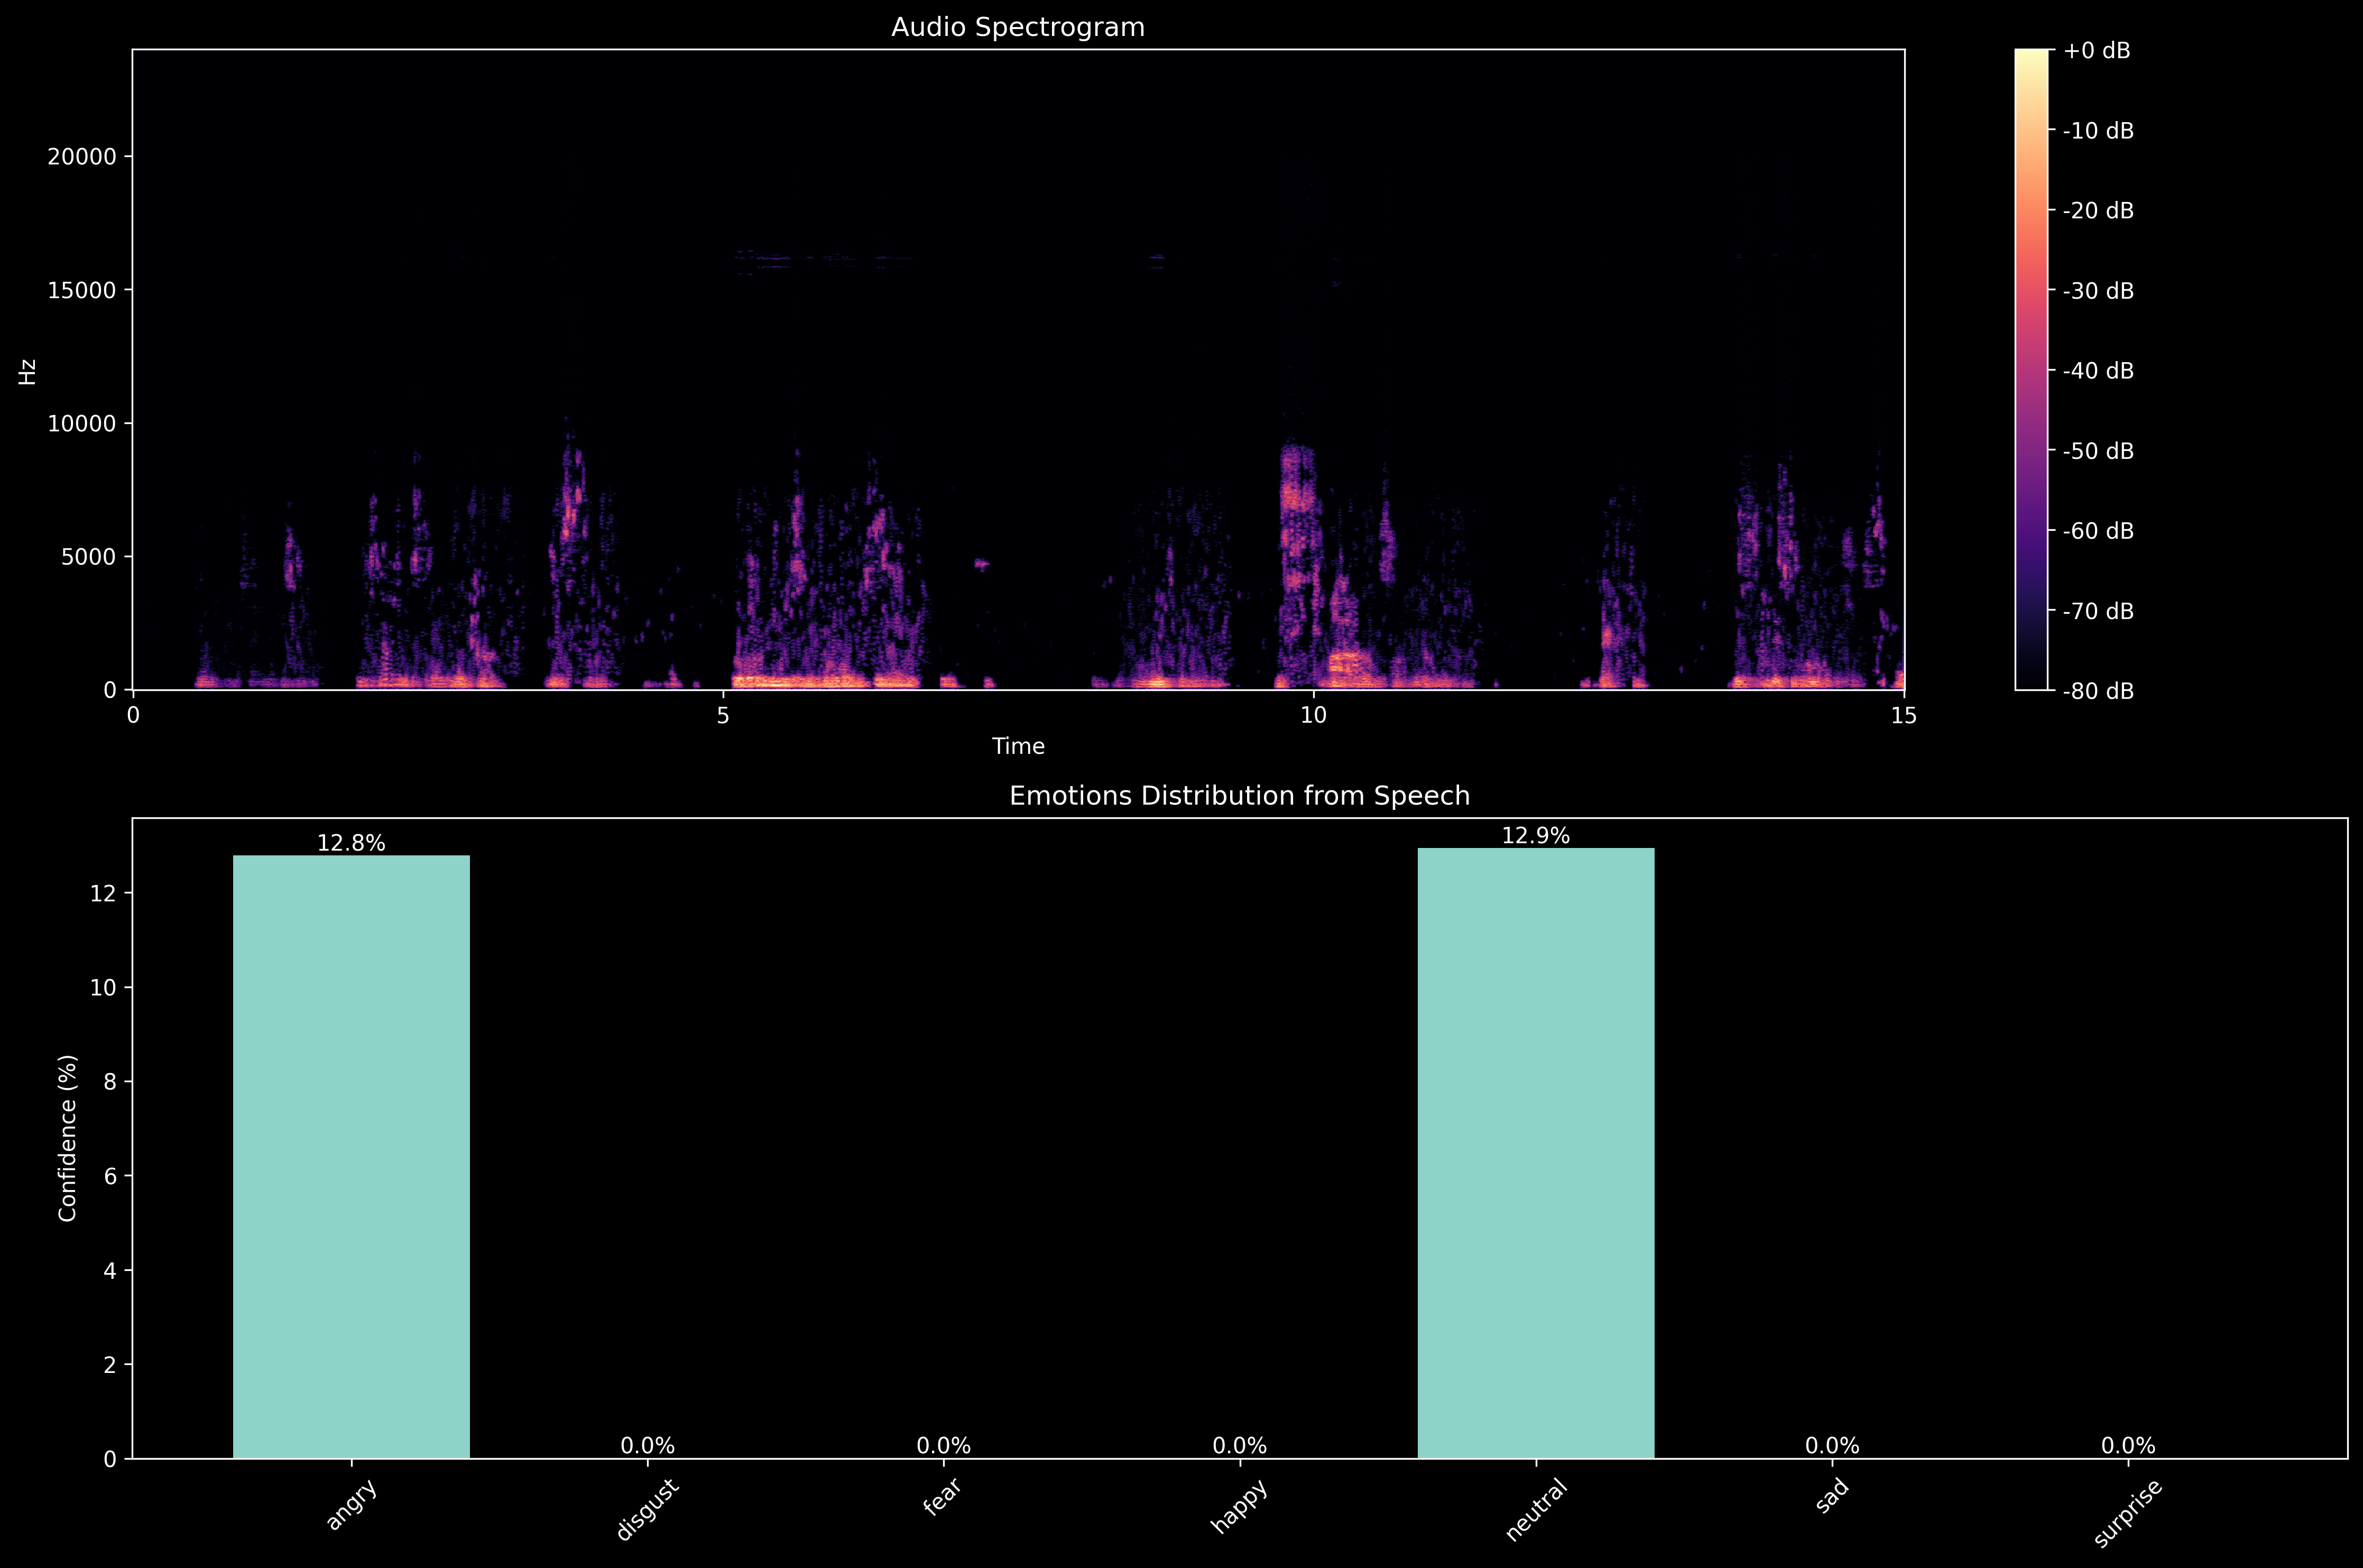 Audio Spectrogram
Hz
20000
15000
10000
5000
0
0 5 10 15
Time
+0 dB
-10 dB
-20 dB
-30 dB
-40 dB
-50 dB
-60 dB
-70 dB
-80 dB
Emotions Distribution from Speech
Confidence (%)
12
10
8
6
4
2
0
12.8% 0.0% 0.0% 0.0% 12.9% 0.0% 0.0%
angry disgust fear happy neutral sad surprise